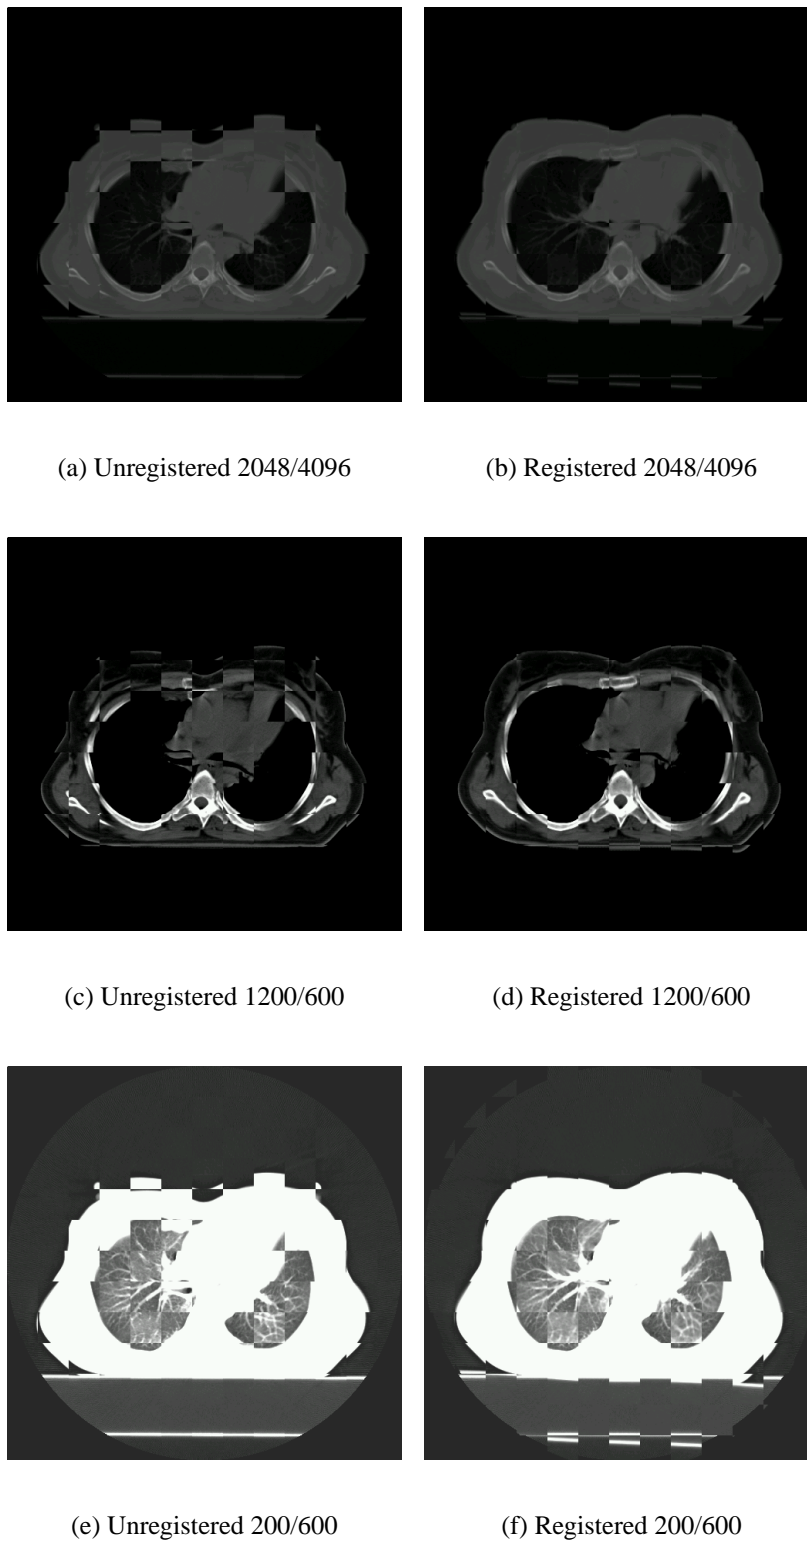 (a) Unregistered 2048/4096
(b) Registered 2048/4096
(c) Unregistered 1200/600
(d) Registered 1200/600
(e) Unregistered 200/600
(f) Registered 200/600